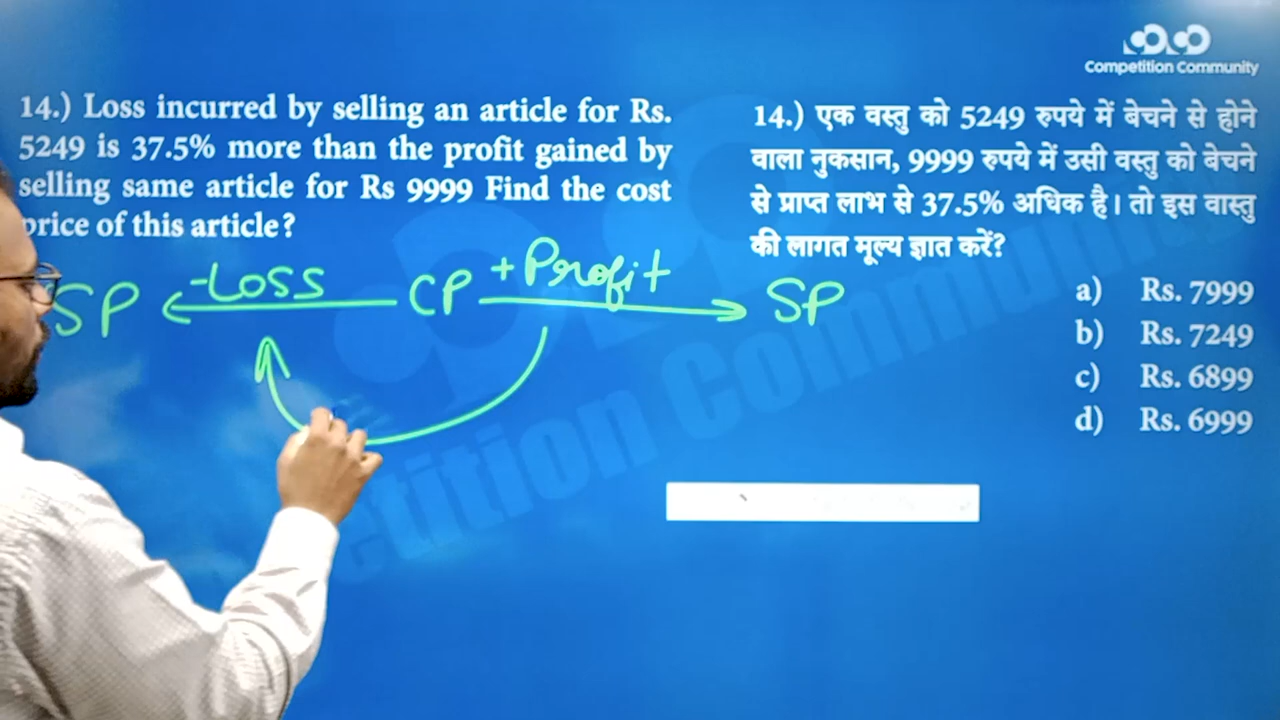 Competition Community
14.) Loss incurred by selling an article for Rs.
5249 is 37.5% more than the profit gained by
selling same article for Rs 9999 Find the cost
price of this article?
14.) एक वस्तु को 5249 रुपये में बेचने से होने
वाला नुकसान, 9999 रुपये में उसी वस्तु को बेचने
से प्राप्त लाभ से 37.5% अधिक है। तो इस वास्तु
की लागत मूल्य ज्ञात करें?
SP -Loss CP +Profit SP
a) Rs. 7999
b) Rs. 7249
c) Rs. 6899
d) Rs. 6999
etition Community